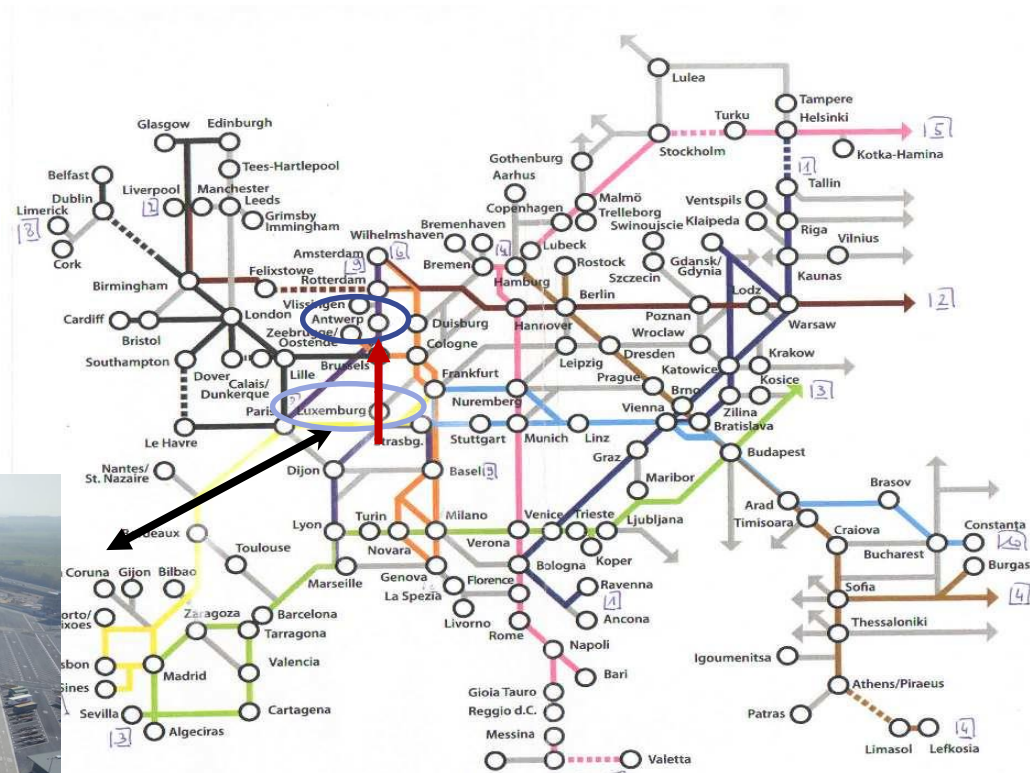 Lulea
Tampere
Turku
Helsinki
5
Glasgow
Edinburgh
Stockholm
Kotka-Hamina
Gothenburg
Tees-Hartlepool
Aarhus
1
Belfast
Tallin
Dublin
Liverpool
Manchester
Malmö
Ventspils
Limerick
2
Leeds
Copenhagen
Trelleborg
Klaipeda
8
Grimsby
Immingham
Bremenhaven
Swinoujscie
Riga
Wilhelmshaven
Lubeck
Vilnius
Cork
Amsterdam
6
4
9
Bremen
Rostock
Gdansk/
Gdynia
Felixstowe
Rotterdam
Hamburg
Szczecin
Kaunas
Birmingham
Vlissingen
Berlin
Lodz
2
London
Antwerp
Poznan
Cardiff
Duisburg
Hannover
Warsaw
Bristol
Zeebrugge/
Oostende
Wroclaw
Southampton
Cologne
Leipzig
Dresden
Krakow
Dover
Lille
Brussels
Katowice
Calais/
Dunkerque
Frankfurt
Prague
Kosice
Nuremberg
Brno
3
Paris
Luxemburg
Vienna
Zilina
Le Havre
Strasbg.
Stuttgart
Munich
Linz
Bratislava
Graz
Budapest
Nantes/
St. Nazaire
Dijon
Basel
9
Maribor
Brasov
Arad
Lyon
Turin
Milano
Venice
Trieste
Ljubljana
Timisoara
Constanta
Bordeaux
Craiova
10
Toulouse
Novara
Verona
Koper
Bucharest
Marseille
Genova
Bologna
Burgas
Coruna
Gijon
Bilbao
Florence
Ravenna
Sofia
La Spezia
1
4
Zaragoza
Barcelona
Livorno
Ancona
Thessaloniki
Tarragona
Rome
Napoli
Igoumenitsa
Madrid
Valencia
Bari
Athens/Piraeus
Gioia Tauro
Sevilla
Cartagena
Reggio d.C.
Patras
3
Algeciras
Messina
4
Limasol
Lefkosia
Valetta